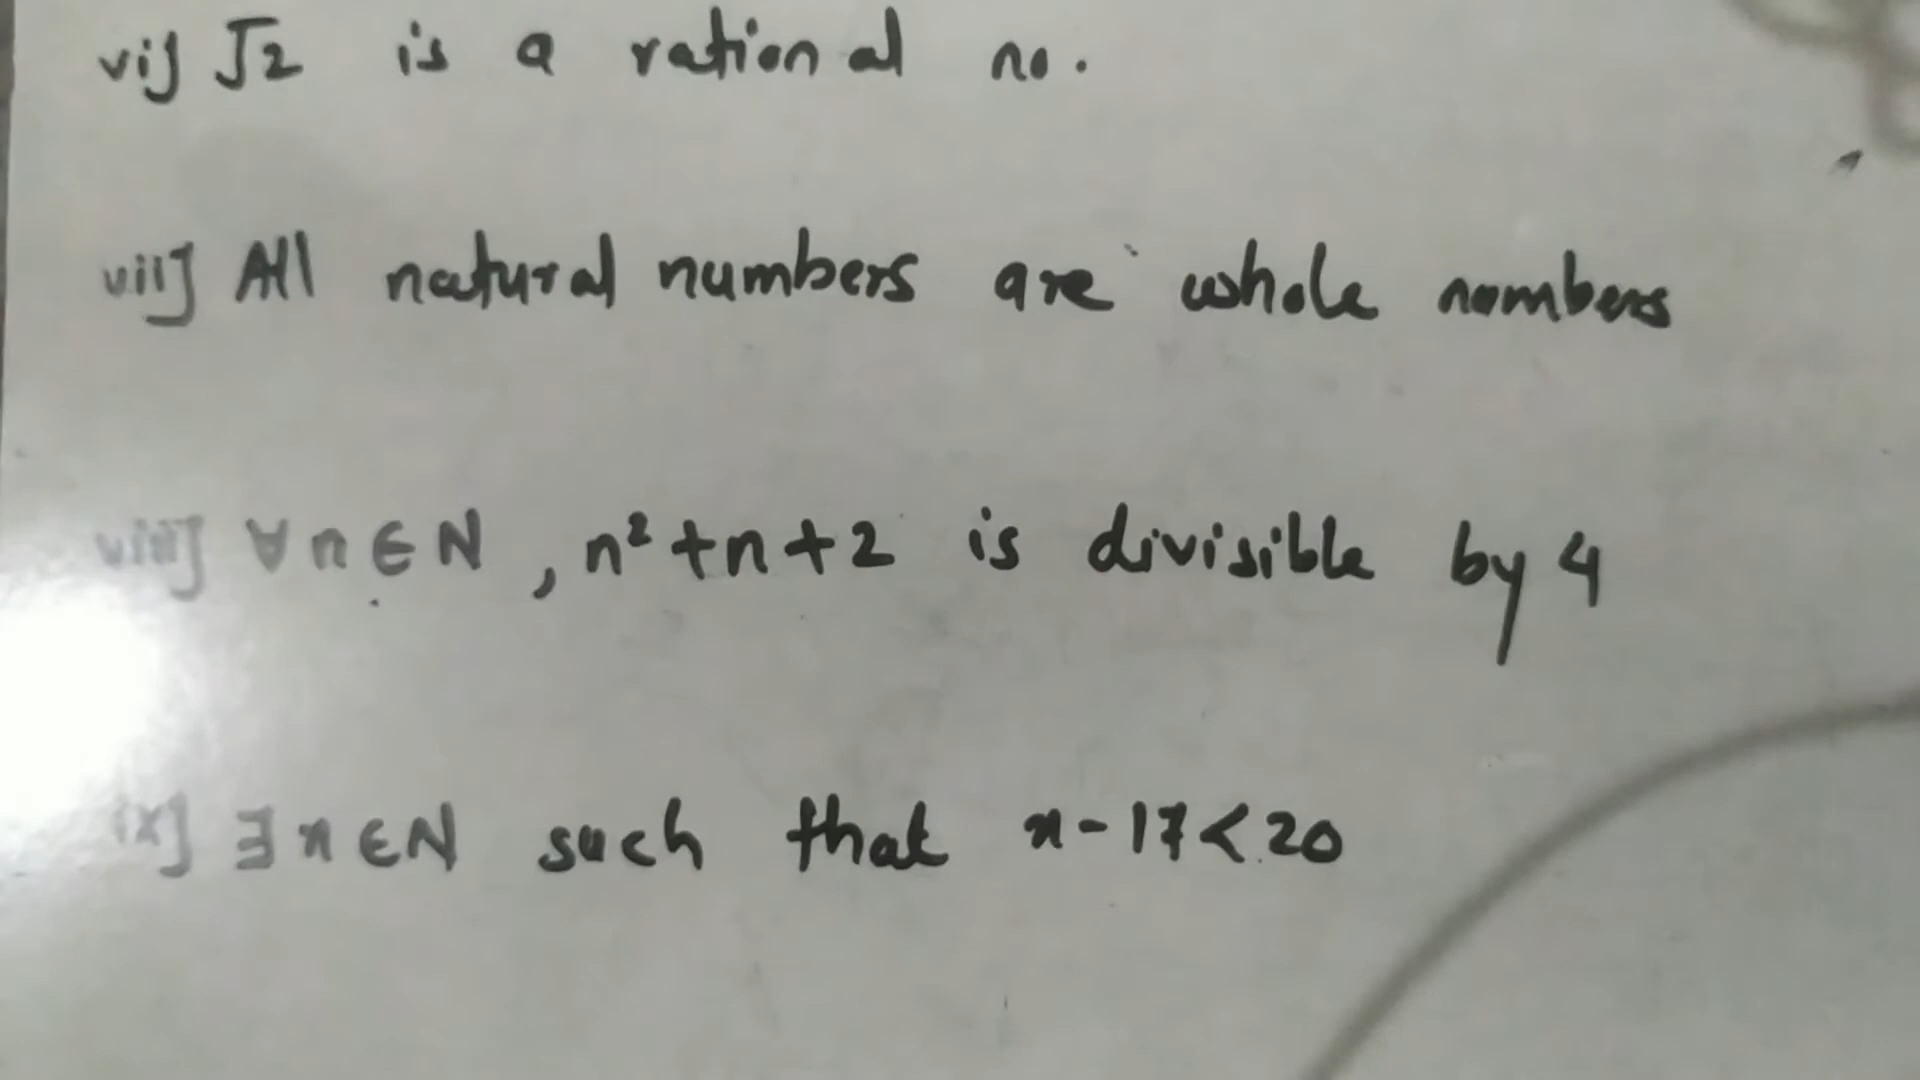 vi] √2 is a rational no.
vii] All natural numbers are whole numbers
viii] ∀ n ∈ N, n² + n + 2 is divisible by 4
ix] ∃ x ∈ N such that x - 17 < 20